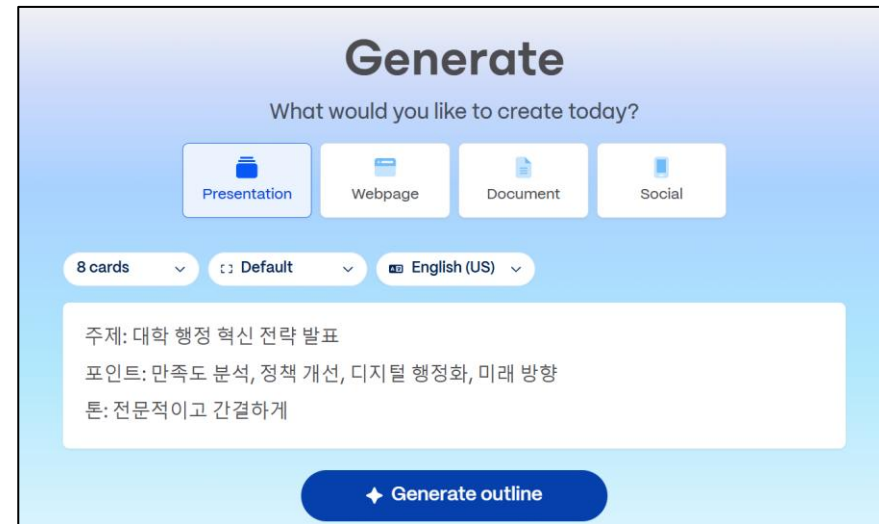 Generate
What would you like to create today?
Presentation
Webpage
Document
Social
8 cards
Default
English (US)
주제: 대학 행정 혁신 전략 발표
포인트: 만족도 분석, 정책 개선, 디지털 행정화, 미래 방향
톤: 전문적이고 간결하게
Generate outline